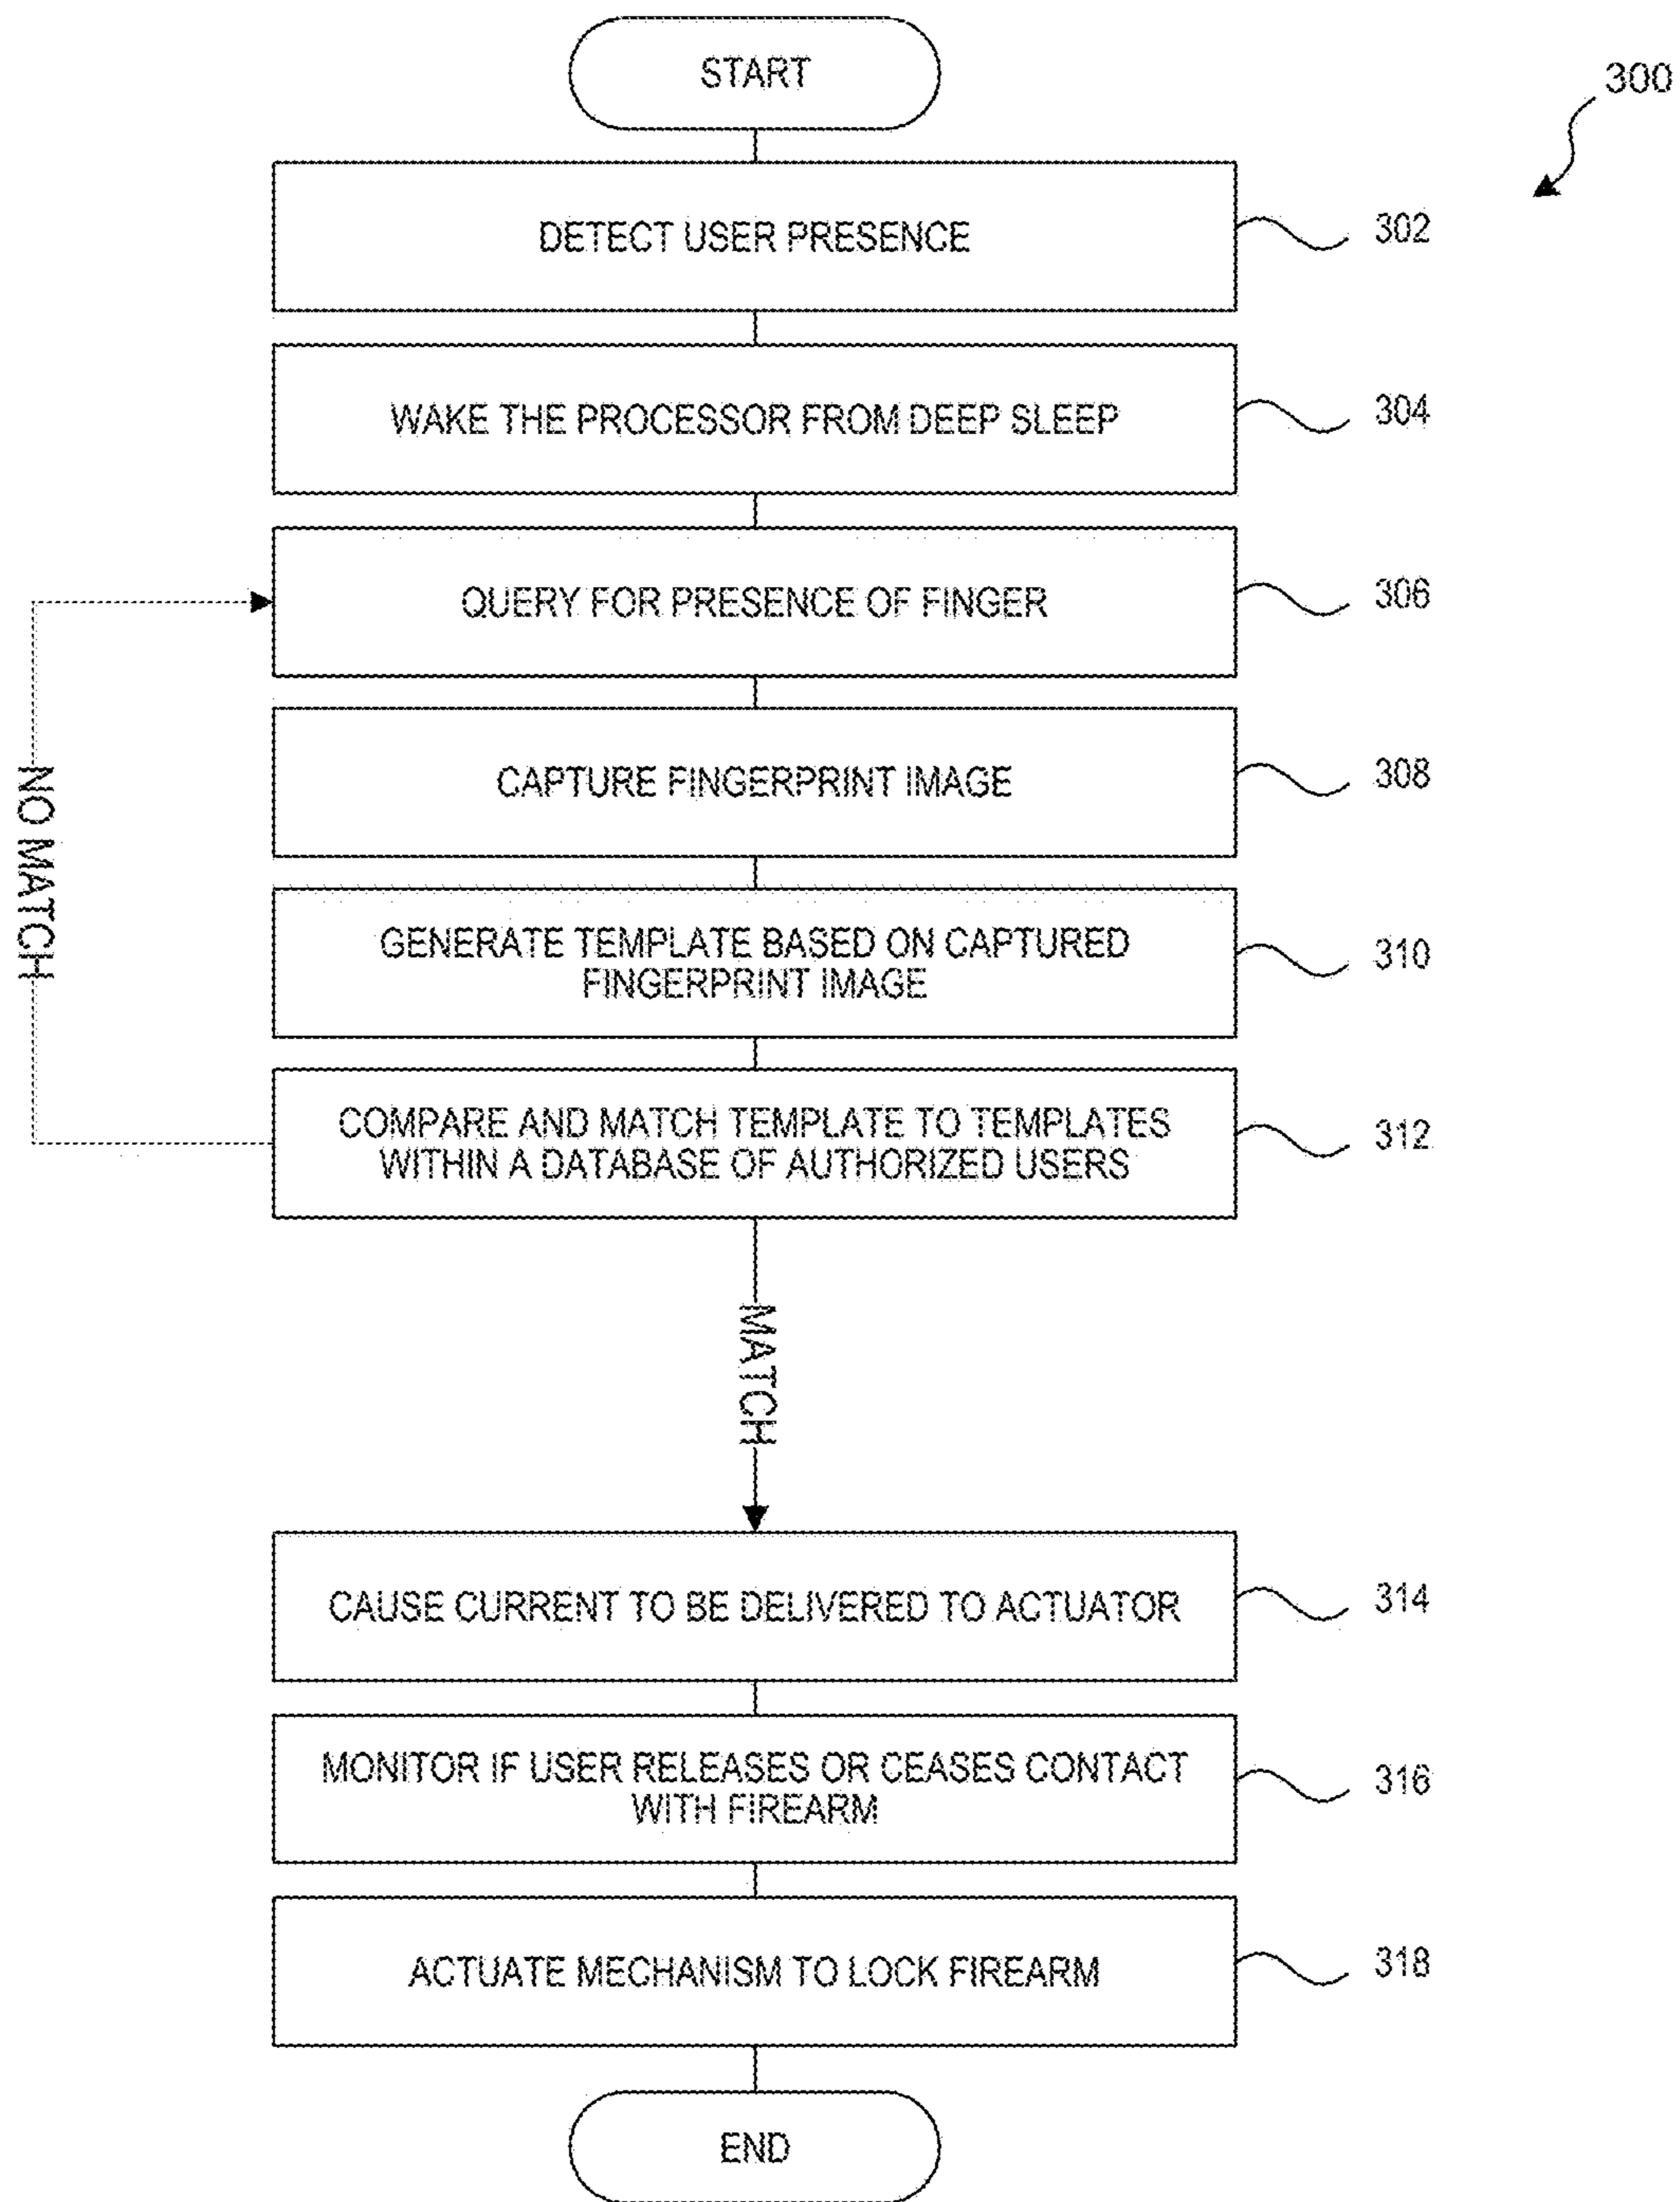 START
300
DETECT USER PRESENCE
302
WAKE THE PROCESSOR FROM DEEP SLEEP
304
QUERY FOR PRESENCE OF FINGER
306
CAPTURE FINGERPRINT IMAGE
308
NO MATCH
GENERATE TEMPLATE BASED ON CAPTURED
FINGERPRINT IMAGE
310
COMPARE AND MATCH TEMPLATE TO TEMPLATES
WITHIN A DATABASE OF AUTHORIZED USERS
312
MATCH
CAUSE CURRENT TO BE DELIVERED TO ACTUATOR
314
MONITOR IF USER RELEASES OR CEASES CONTACT
WITH FIREARM
316
ACTUATE MECHANISM TO LOCK FIREARM
318
END